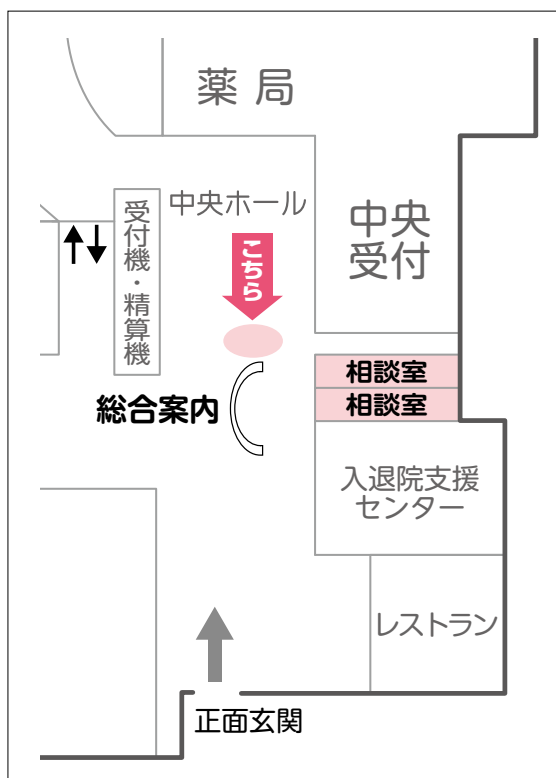 薬局
中央ホール
受付機・精算機
中央
受付
こちら
相談室
相談室
総合案内
入退院支援
センター
レストラン
正面玄関